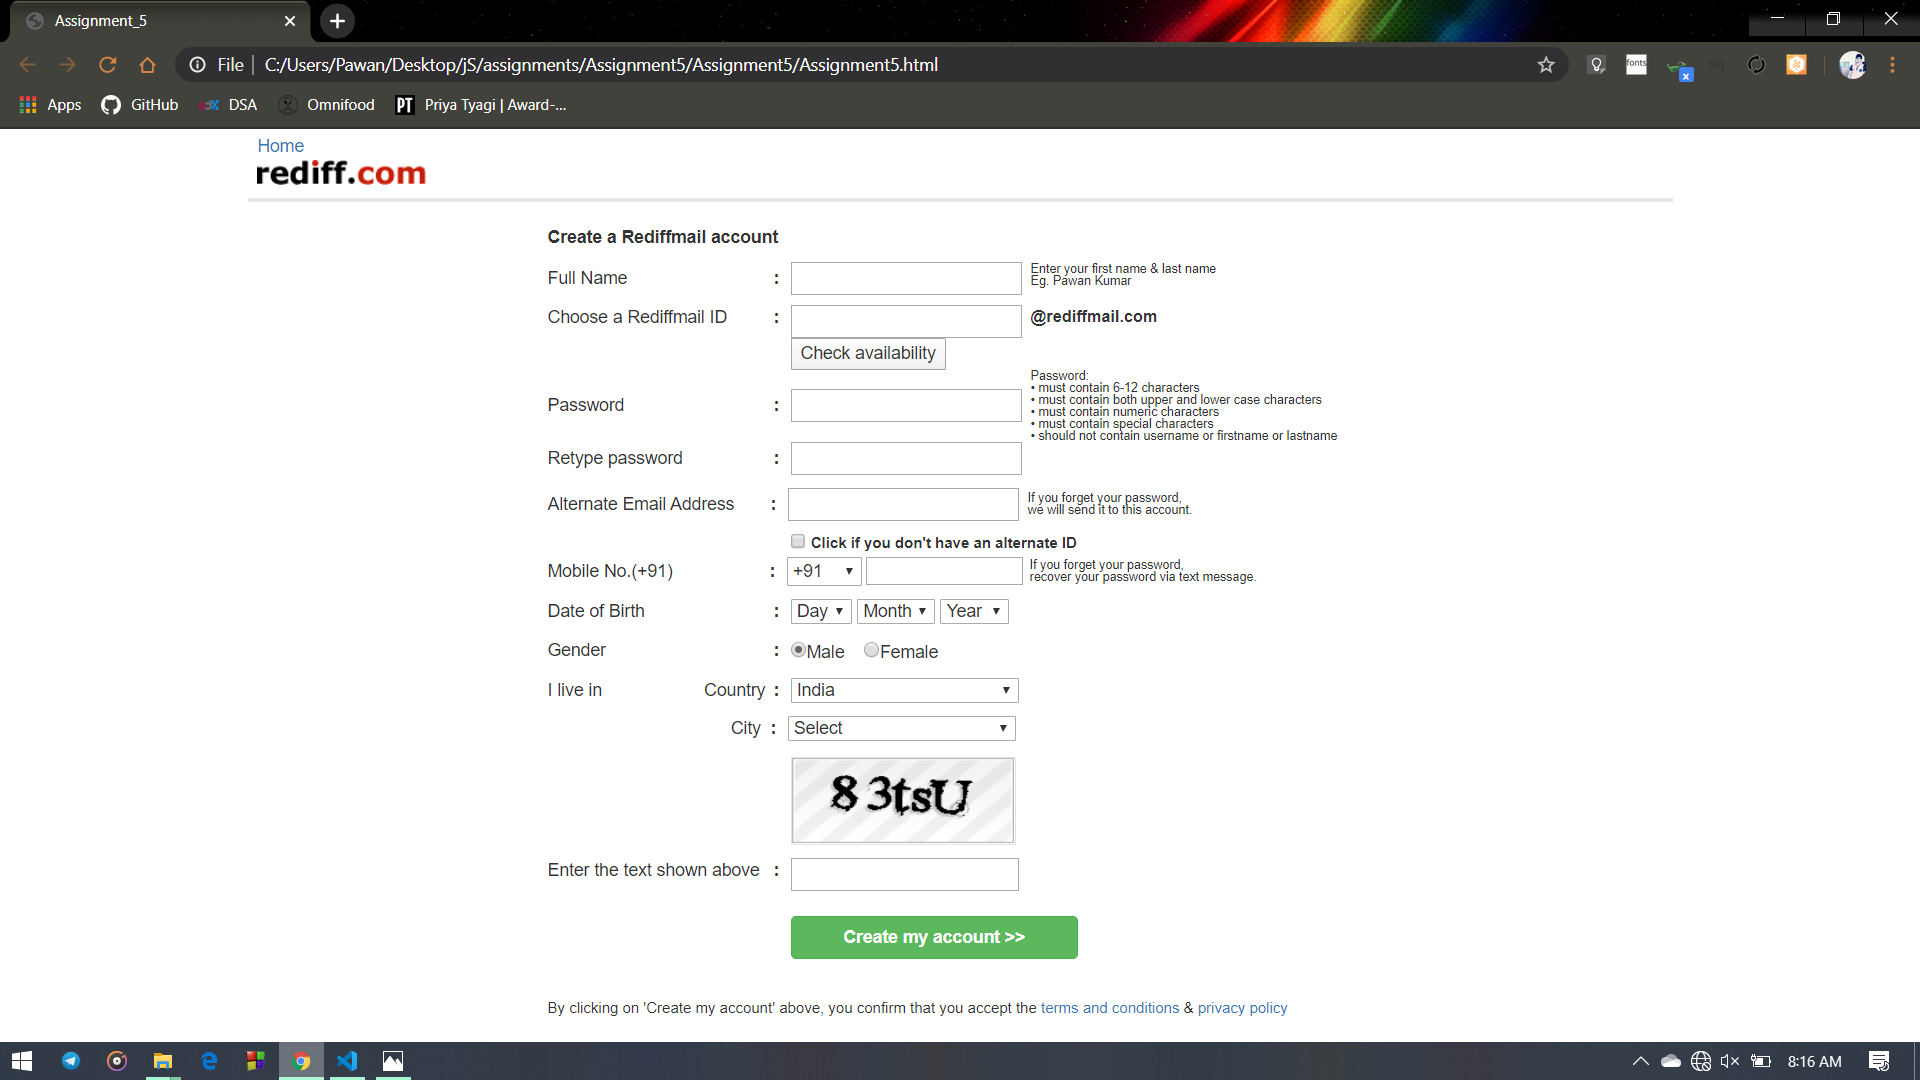 Assignment_5
File
C:/Users/Pawan/Desktop/jS/assignments/Assignment5/Assignment5/Assignment5.html
fonts
Apps
GitHub
DSA
Omnifood
PT Priya Tyagi | Award-...
Home
rediff.com
Create a Rediffmail account
Full Name :
Enter your first name & last name
Eg. Pawan Kumar
Choose a Rediffmail ID : @rediffmail.com
Check availability
Password :
Password:
• must contain 6-12 characters
• must contain both upper and lower case characters
• must contain numeric characters
• must contain special characters
• should not contain username or firstname or lastname
Retype password :
Alternate Email Address :
If you forget your password,
we will send it to this account.
Click if you don't have an alternate ID
Mobile No.(+91) : +91
If you forget your password,
recover your password via text message.
Date of Birth : Day Month Year
Gender : Male Female
I live in Country : India
City : Select
83tsU
Enter the text shown above :
Create my account >>
By clicking on 'Create my account' above, you confirm that you accept the terms and conditions & privacy policy
8:16 AM